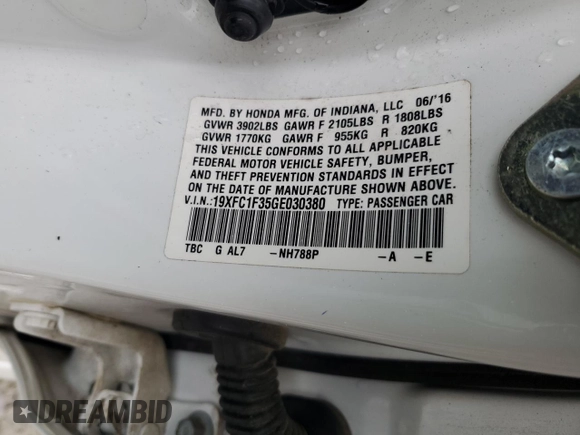 MFD. BY HONDA MFG. OF INDIANA, LLC 06/'16
GVWR 3902LBS GAWR F 2105LBS R 1808LBS
GVWR 1770KG GAWR F 955KG R 820KG
THIS VEHICLE CONFORMS TO ALL APPLICABLE
FEDERAL MOTOR VEHICLE SAFETY, BUMPER,
AND THEFT PREVENTION STANDARDS IN EFFECT
ON THE DATE OF MANUFACTURE SHOWN ABOVE.
V.I.N.:19XFC1F35GE030380 TYPE: PASSENGER CAR
TBC G AL7 -NH788P -A -E
DREAMBID